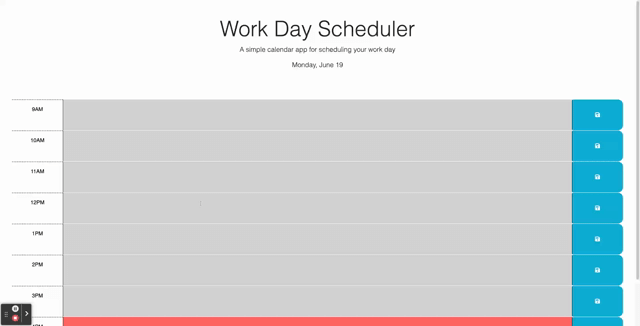 Work Day Scheduler
A simple calendar app for scheduling your work day
Monday, June 19
9AM
10AM
11AM
12PM
1PM
2PM
3PM